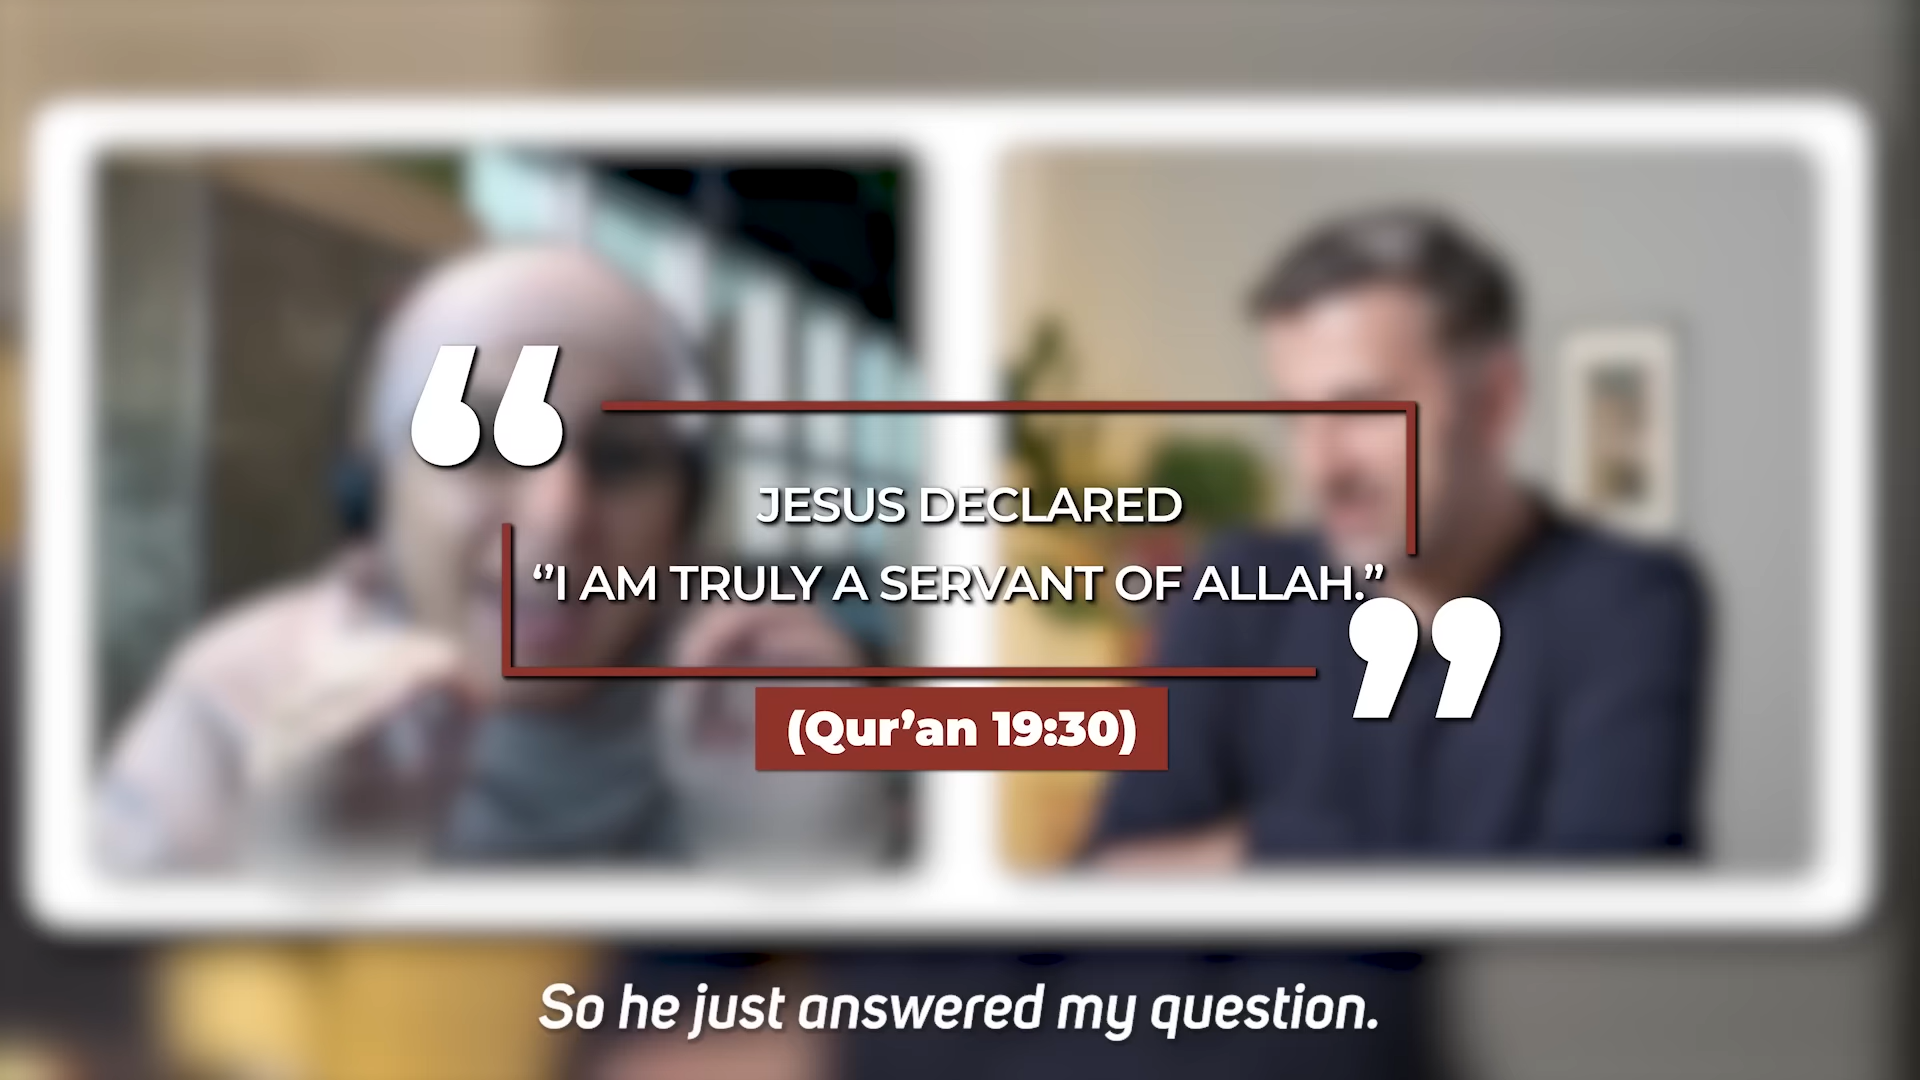 “
JESUS DECLARED
“I AM TRULY A SERVANT OF ALLAH.”
”
(Qur’an 19:30)
So he just answered my question.